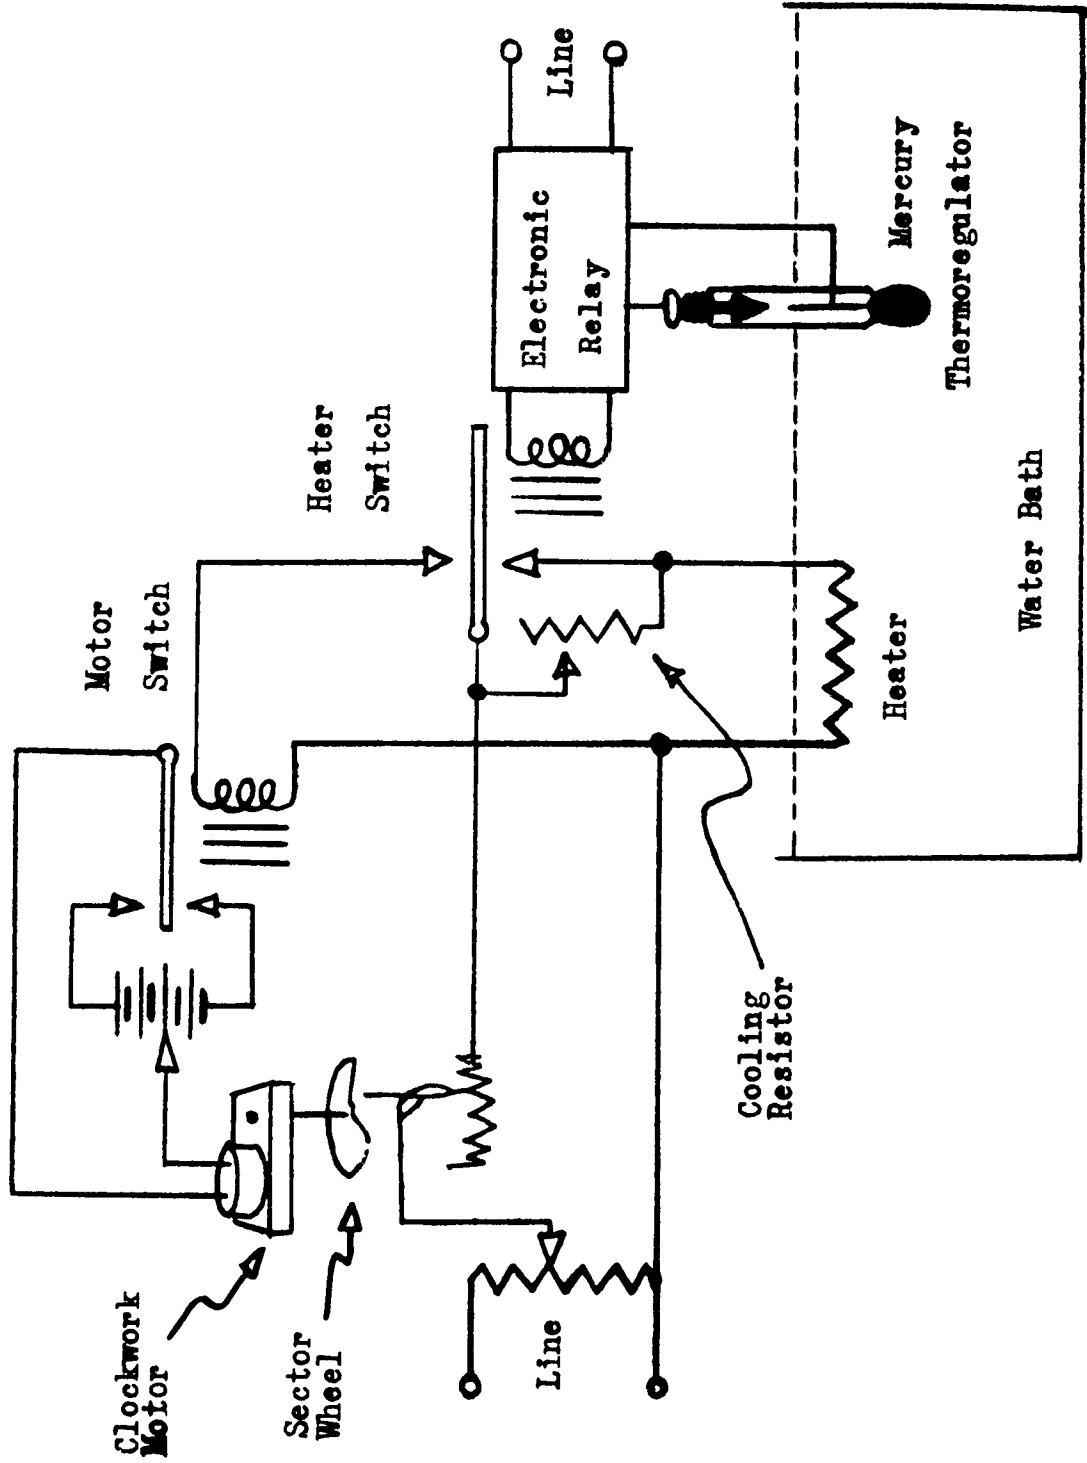 Clockwork
Motor
Sector
Wheel
Line
Motor
Switch
Cooling
Resistor
Heater
Switch
Heater
Electronic
Relay
Line
Water Bath
Mercury
Thermoregulator